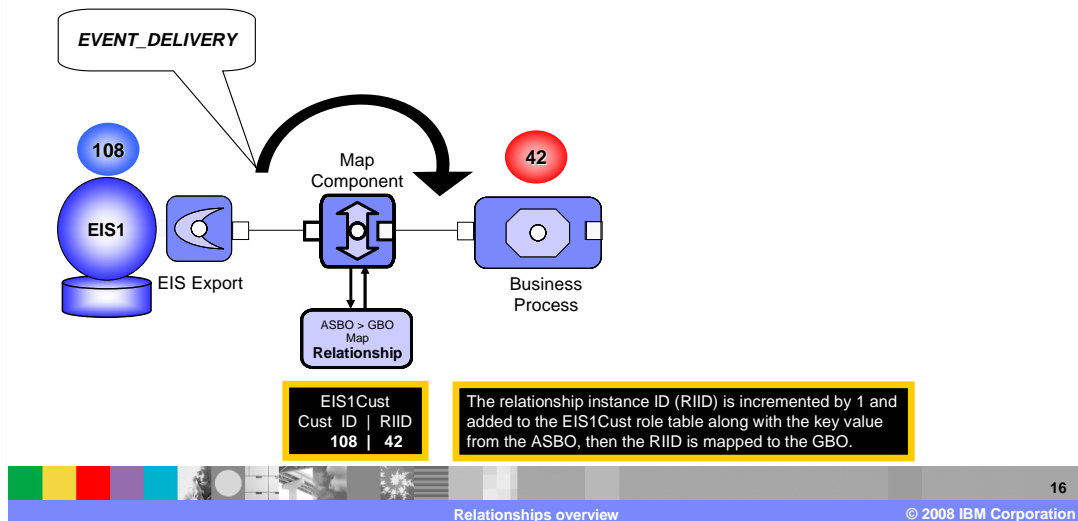 EVENT_DELIVERY
108
42
Map
Component
EIS1
EIS Export
Business
Process
ASBO > GBO
Map
Relationship
EIS1Cust
Cust ID | RIID
108 | 42
The relationship instance ID (RIID) is incremented by 1 and
added to the EIS1Cust role table along with the key value
from the ASBO, then the RIID is mapped to the GBO.
16
Relationships overview
© 2008 IBM Corporation